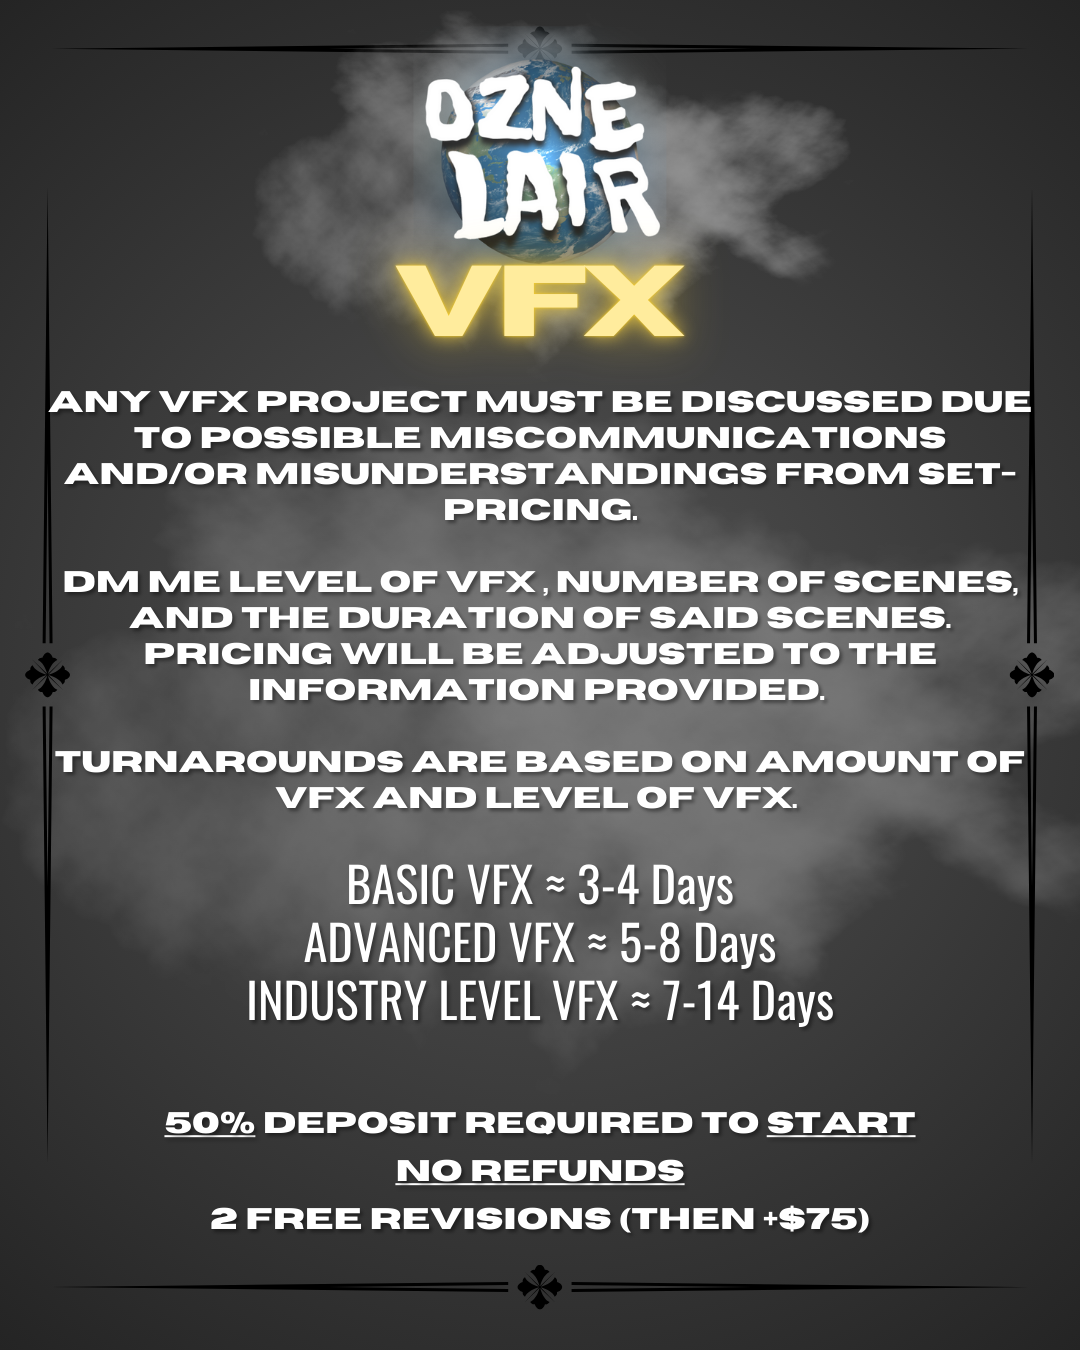 OZNE
LAIR
VFX
ANY VFX PROJECT MUST BE DISCUSSED DUE
TO POSSIBLE MISCOMMUNICATIONS
AND/OR MISUNDERSTANDINGS FROM SET-
PRICING.
DM ME LEVEL OF VFX , NUMBER OF SCENES,
AND THE DURATION OF SAID SCENES.
PRICING WILL BE ADJUSTED TO THE
INFORMATION PROVIDED.
TURNAROUNDS ARE BASED ON AMOUNT OF
VFX AND LEVEL OF VFX.
BASIC VFX ≈ 3-4 Days
ADVANCED VFX ≈ 5-8 Days
INDUSTRY LEVEL VFX ≈ 7-14 Days
50% DEPOSIT REQUIRED TO START
NO REFUNDS
2 FREE REVISIONS (THEN +$75)